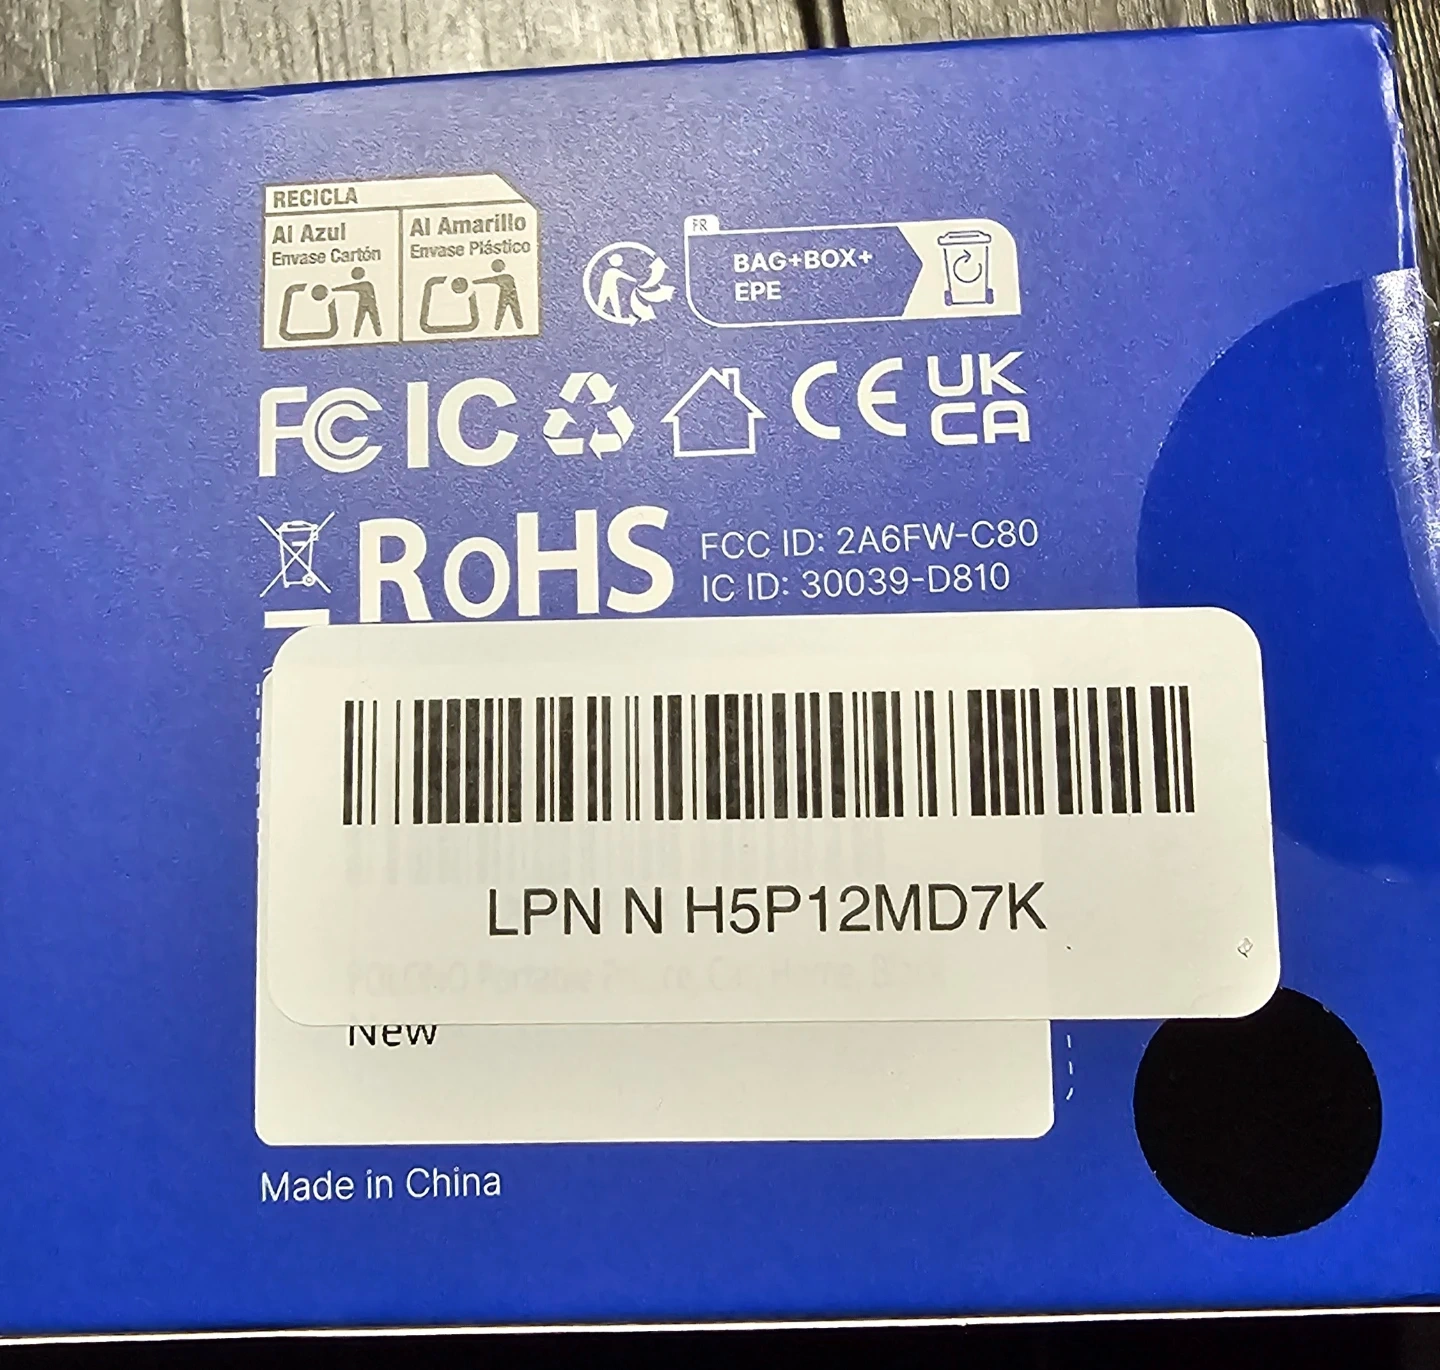 RECICLA
Al Azul
Envase Cartón
Al Amarillo
Envase Plástico
FR
BAG+BOX+
EPE
FC IC CE UK
CA
RoHS
FCC ID: 2A6FW-C80
IC ID: 30039-D810
LPN N H5P12MD7K
New
Made in China